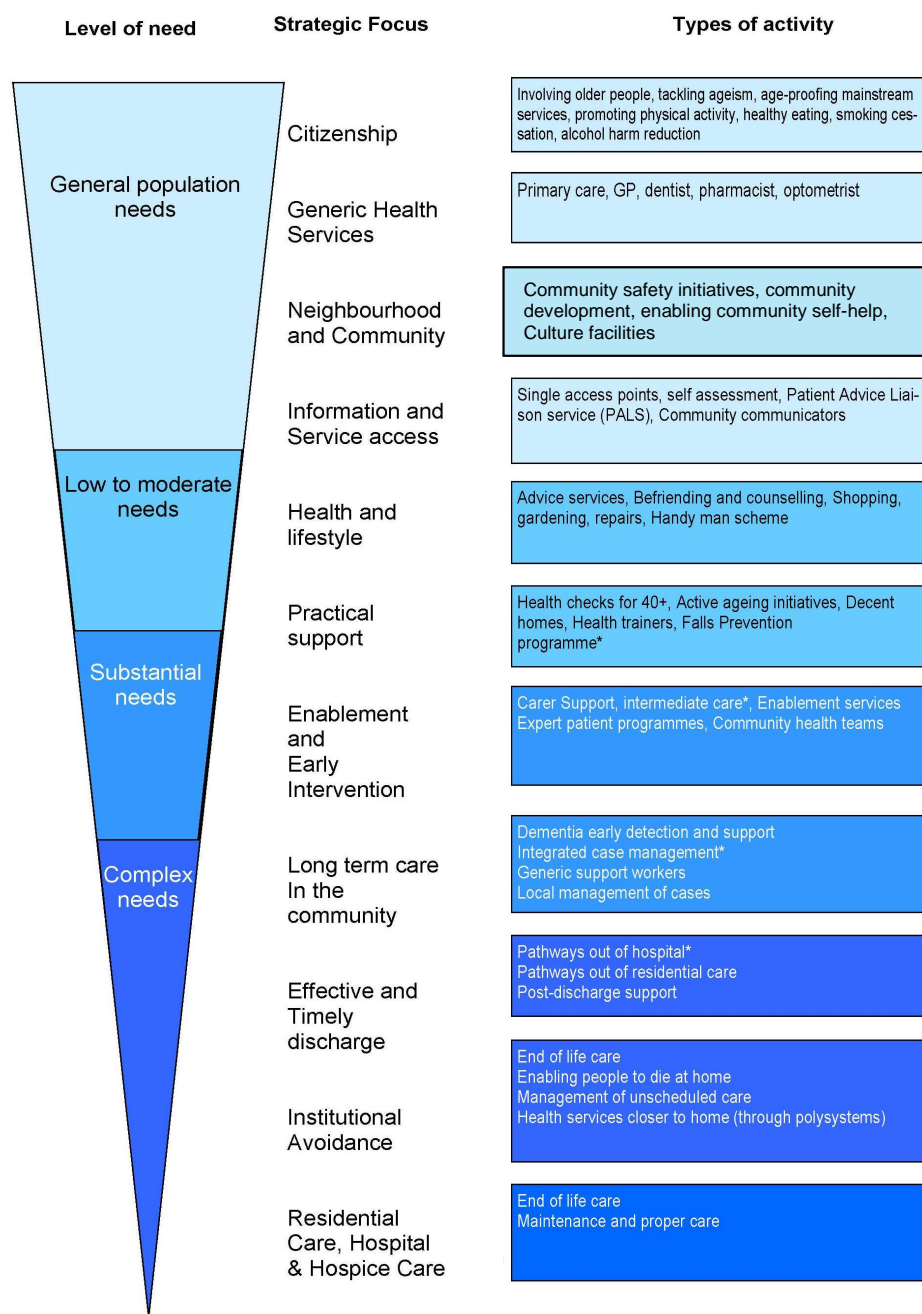 Level of need
Strategic Focus
Types of activity
General population
needs
Citizenship
Involving older people, tackling ageism, age-proofing mainstream
services, promoting physical activity, healthy eating, smoking ces-
sation, alcohol harm reduction
Generic Health
Services
Primary care, GP, dentist, pharmacist, optometrist
Neighbourhood
and Community
Community safety initiatives, community
development, enabling community self-help,
Culture facilities
Information and
Service access
Single access points, self assessment, Patient Advice Liai-
son service (PALS), Community communicators
Low to moderate
needs
Health and
lifestyle
Advice services, Befriending and counselling, Shopping,
gardening, repairs, Handy man scheme
Practical
support
Health checks for 40+, Active ageing initiatives, Decent
homes, Health trainers, Falls Prevention
programme*
Substantial
needs
Enablement
and
Early
Intervention
Carer Support, intermediate care*, Enablement services
Expert patient programmes, Community health teams
Complex
needs
Long term care
In the
community
Dementia early detection and support
Integrated case management*
Generic support workers
Local management of cases
Effective and
Timely
discharge
Pathways out of hospital*
Pathways out of residential care
Post-discharge support
Institutional
Avoidance
End of life care
Enabling people to die at home
Management of unscheduled care
Health services closer to home (through polysystems)
Residential
Care, Hospital
& Hospice Care
End of life care
Maintenance and proper care